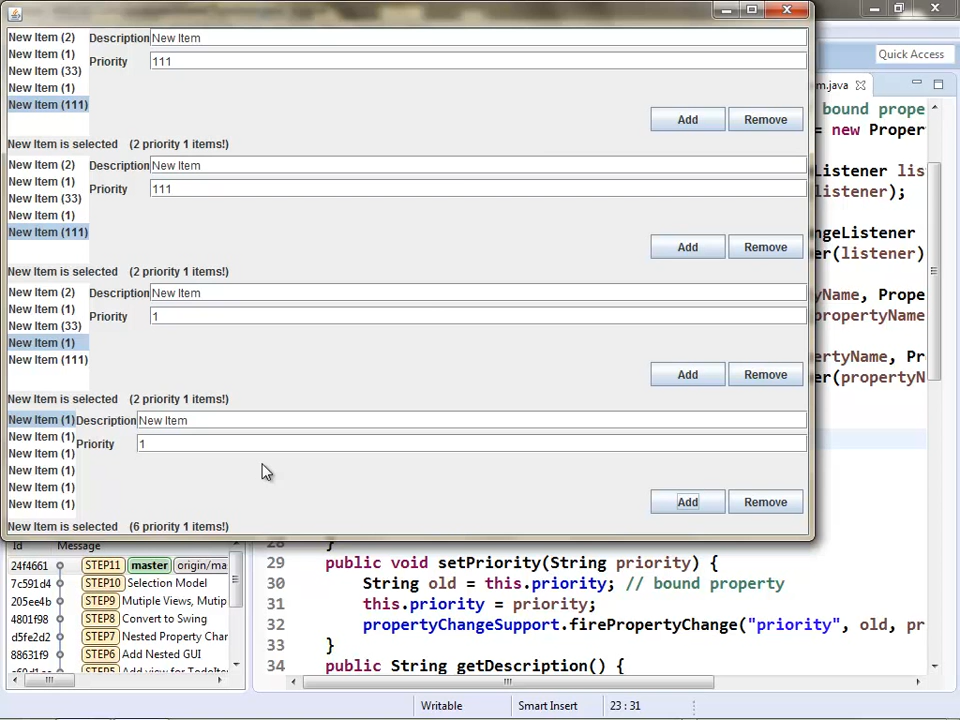 New Item (2)
New Item (1)
New Item (33)
New Item (1)
New Item (111)
Description New Item
Priority 111
Add Remove
New Item is selected (2 priority 1 items!)
New Item (2)
New Item (1)
New Item (33)
New Item (1)
New Item (111)
Description New Item
Priority 111
Add Remove
New Item is selected (2 priority 1 items!)
New Item (2)
New Item (1)
New Item (33)
New Item (1)
New Item (111)
Description New Item
Priority 1
Add Remove
New Item is selected (2 priority 1 items!)
New Item (1)
New Item (1)
New Item (1)
New Item (1)
New Item (1)
New Item (1)
Description New Item
Priority 1
Add Remove
New Item is selected (6 priority 1 items!)
Quick Access
m.java
bound prope
= new Proper
Listener lis
listener);
ngeListener
er(listener)
yName, Prope
propertyName
pertyName, Pr
er(propertyN
Id Message
24f4661 STEP11 master origin/ma
7c591d4 STEP10 Selection Model
205ee4b STEP9 Mutiple Views, Mutip
4801f98 STEP8 Convert to Swing
d5fe2d2 STEP7 Nested Property Chan
88631f9 STEP6 Add Nested GUI
28 }
29 public void setPriority(String priority) {
30 String old = this.priority; // bound property
31 this.priority = priority;
32 propertyChangeSupport.firePropertyChange("priority", old, pr
33 }
34 public String getDescription() {
Writable Smart Insert 23 : 31